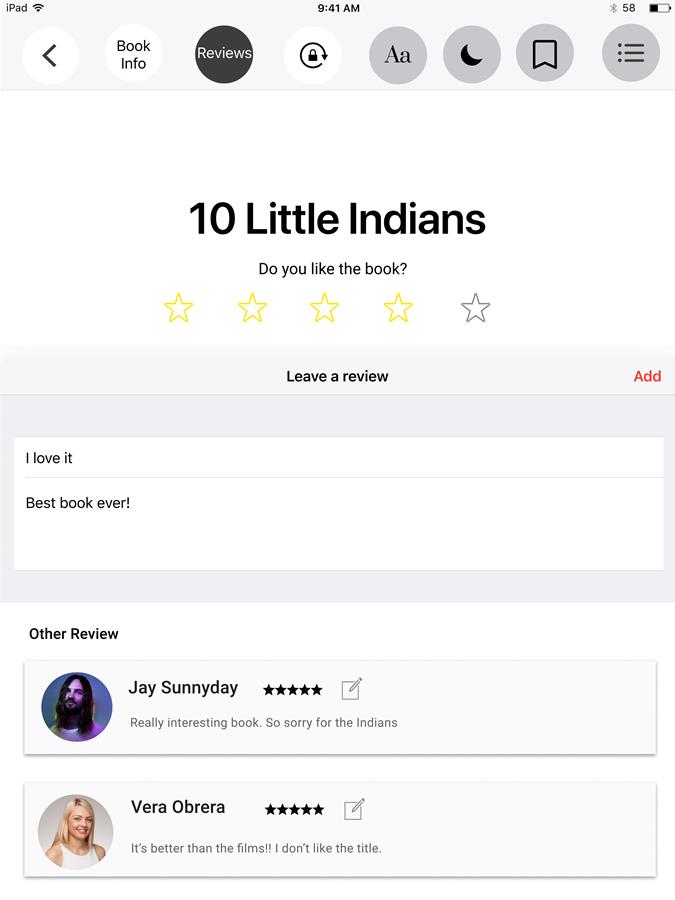 iPad 9:41 AM 58
Book
Info
Reviews
Aa
10 Little Indians
Do you like the book?
Leave a review Add
I love it
Best book ever!
Other Review
Jay Sunnyday
Really interesting book. So sorry for the Indians
Vera Obrera
It's better than the films!! I don't like the title.